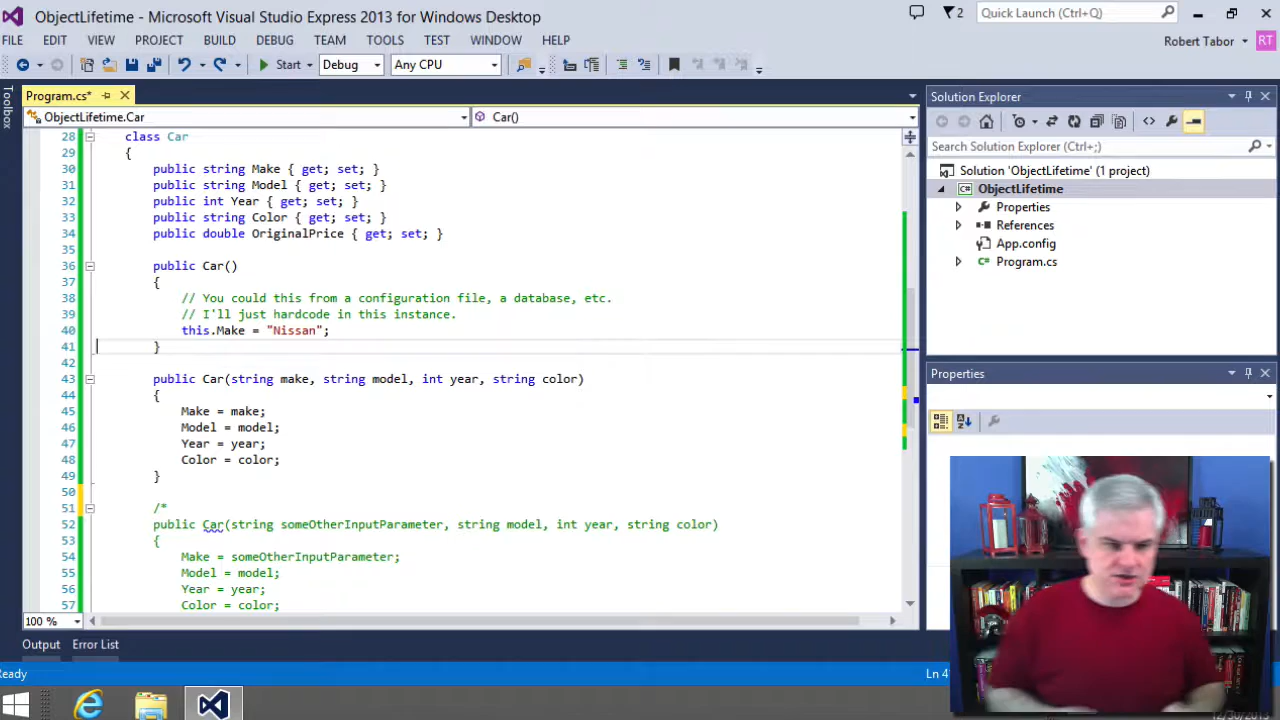 ObjectLifetime - Microsoft Visual Studio Express 2013 for Windows Desktop
2
Quick Launch (Ctrl+Q)
FILE EDIT VIEW PROJECT BUILD DEBUG TEAM TOOLS TEST WINDOW HELP
Robert Tabor RT
Start Debug Any CPU
Toolbox
Program.cs*
ObjectLifetime.Car Car()
28 class Car
29 {
30 public string Make { get; set; }
31 public string Model { get; set; }
32 public int Year { get; set; }
33 public string Color { get; set; }
34 public double OriginalPrice { get; set; }
35
36 public Car()
37 {
38 // You could this from a configuration file, a database, etc.
39 // I'll just hardcode in this instance.
40 this.Make = "Nissan";
41 }
42
43 public Car(string make, string model, int year, string color)
44 {
45 Make = make;
46 Model = model;
47 Year = year;
48 Color = color;
49 }
50
51 /*
52 public Car(string someOtherInputParameter, string model, int year, string color)
53 {
54 Make = someOtherInputParameter;
55 Model = model;
56 Year = year;
57 Color = color;
100 %
Solution Explorer
Search Solution Explorer (Ctrl+;)
Solution 'ObjectLifetime' (1 project)
C# ObjectLifetime
Properties
References
App.config
Program.cs
Properties
Output Error List
Ready
Ln 4